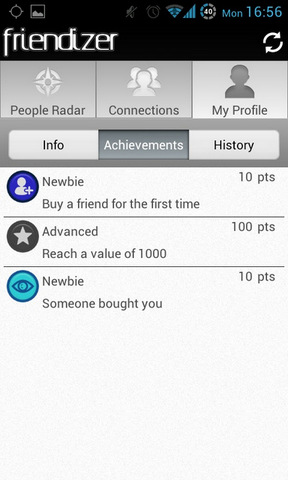 40 Mon 16:56
friendizer
People Radar Connections My Profile
Info Achievements History
Newbie 10 pts
Buy a friend for the first time
Advanced 100 pts
Reach a value of 1000
Newbie 10 pts
Someone bought you